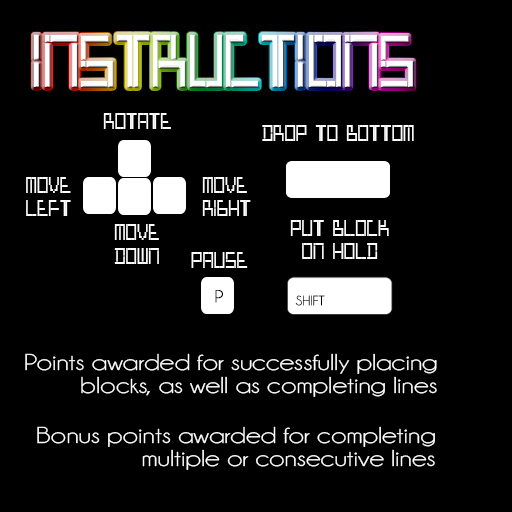 INSTRUCTIONS
ROTATE
MOVE
LEFT
MOVE
RIGHT
MOVE
DOWN
DROP TO BOTTOM
PUT BLOCK
ON HOLD
PAUSE
P
SHIFT
Points awarded for successfully placing
blocks, as well as completing lines
Bonus points awarded for completing
multiple or consecutive lines